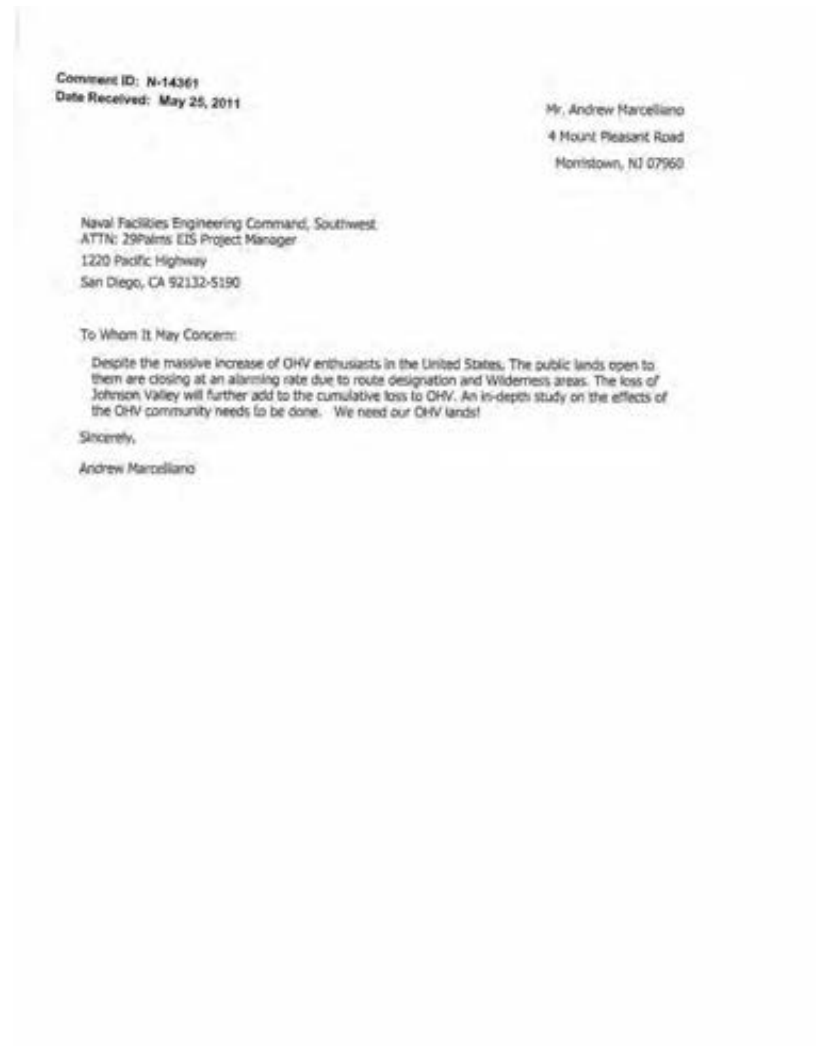 Comment ID: N-14361
Date Received: May 25, 2011
Mr. Andrew Marcelliano
4 Mount Pleasant Road
Morristown, NJ 07960
Naval Facilities Engineering Command, Southwest
ATTN: 29Palms EIS Project Manager
1220 Pacific Highway
San Diego, CA 92132-5190
To Whom It May Concern:
Despite the massive increase of OHV enthusiasts in the United States, The public lands open to
them are closing at an alarming rate due to route designation and Wilderness areas. The loss of
Johnson Valley will further add to the cumulative loss to OHV. An in-depth study on the effects of
the OHV community needs to be done. We need our OHV lands!
Sincerely,
Andrew Marcelliano